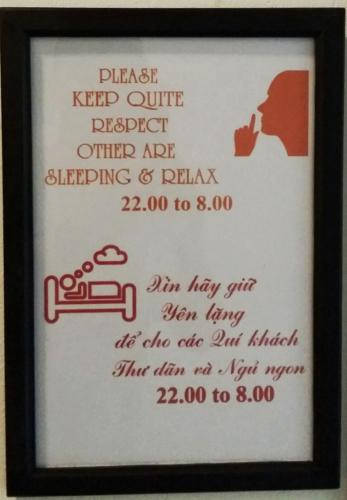 PLEASE
KEEP QUITE
RESPECT
OTHER ARE
SLEEPING & RELAX
22.00 to 8.00
Xin hãy giữ
Yên lặng
để cho các Quí khách
Thư dãn và Ngủ ngon
22.00 to 8.00